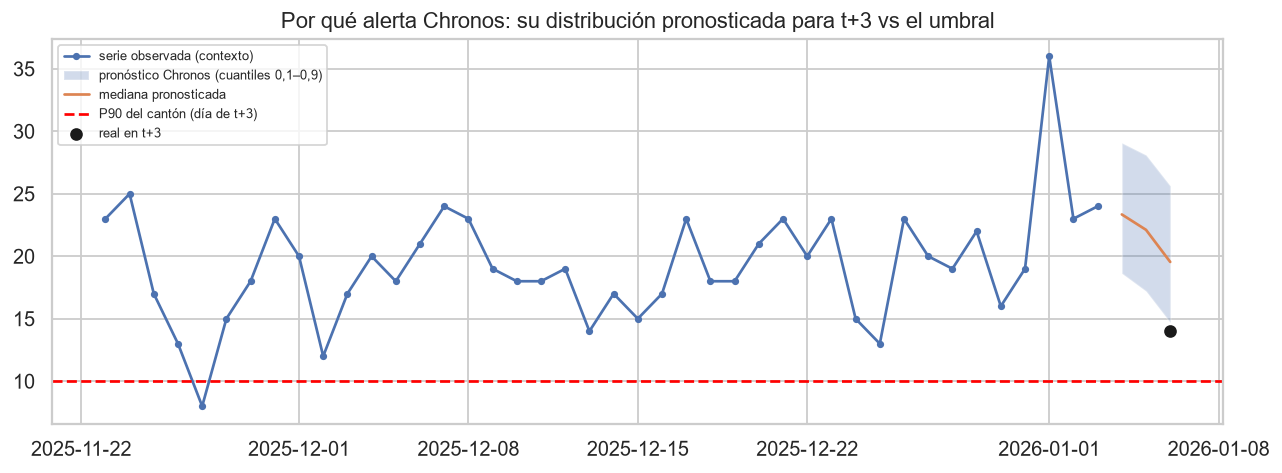 Por qué alerta Chronos: su distribución pronosticada para t+3 vs el umbral
serie observada (contexto)
pronóstico Chronos (cuantiles 0,1–0,9)
mediana pronosticada
P90 del cantón (día de t+3)
real en t+3
35
30
25
20
15
10
2025-11-22
2025-12-01
2025-12-08
2025-12-15
2025-12-22
2026-01-01
2026-01-08